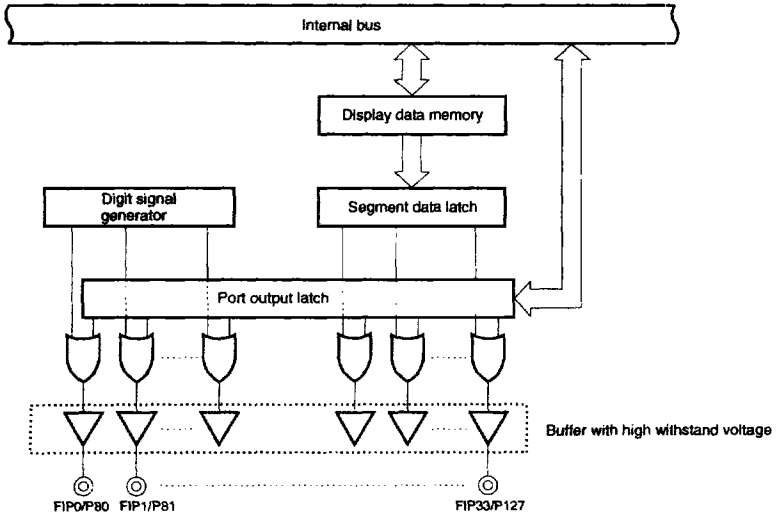 Internal bus
Display data memory
Digit signal
generator
Segment data latch
Port output latch
Buffer with high withstand voltage
FIP0/P80
FIP1/P81
FIP33/P127